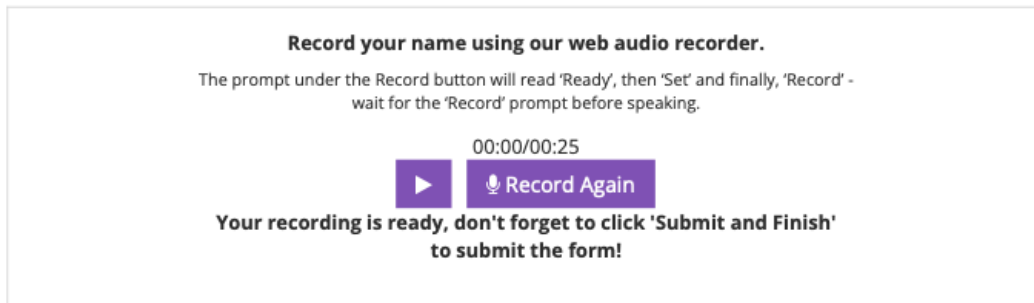 Record your name using our web audio recorder.
The prompt under the Record button will read ‘Ready’, then ‘Set’ and finally, ‘Record’ -
wait for the ‘Record’ prompt before speaking.
00:00/00:25
Record Again
Your recording is ready, don't forget to click 'Submit and Finish'
to submit the form!